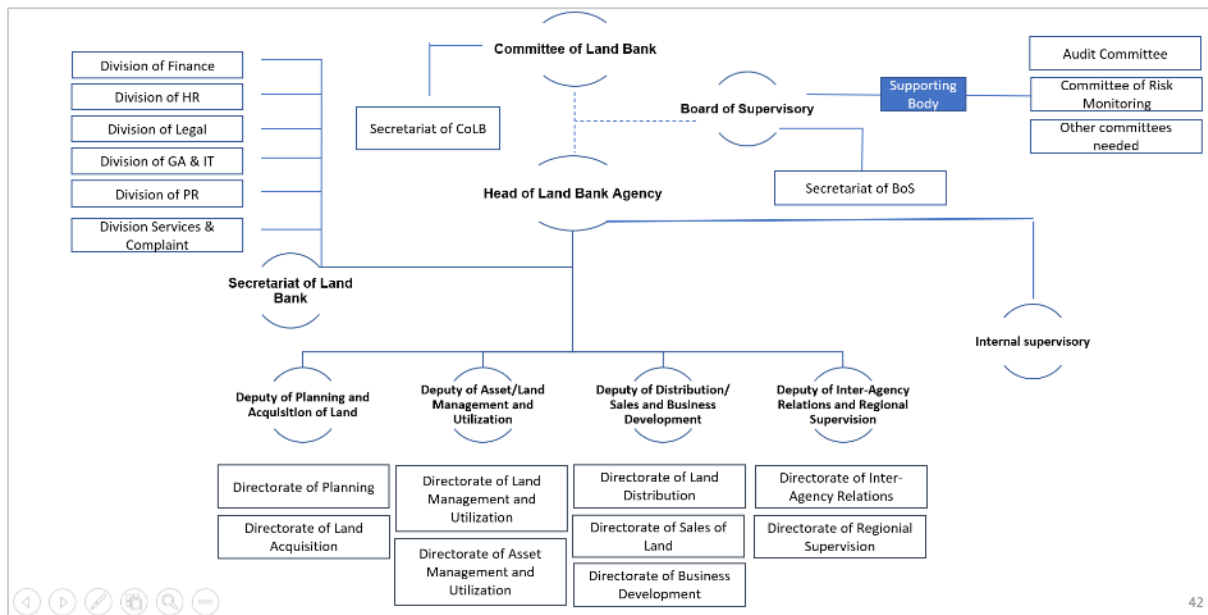 Committee of Land Bank
Division of Finance
Division of HR
Division of Legal
Division of GA & IT
Division of PR
Division Services &
Complaint
Secretariat of CoLB
Board of Supervisory
Supporting
Body
Audit Committee
Committee of Risk
Monitoring
Other committees
needed
Secretariat of BoS
Head of Land Bank Agency
Secretariat of Land
Bank
Internal supervisory
Deputy of Planning and
Acquisition of Land
Deputy of Asset/Land
Management and
Utilization
Deputy of Distribution/
Sales and Business
Development
Deputy of Inter-Agency
Relations and Regional
Supervision
Directorate of Planning
Directorate of Land
Acquisition
Directorate of Land
Management and
Utilization
Directorate of Asset
Management and
Utilization
Directorate of Land
Distribution
Directorate of Sales of
Land
Directorate of Business
Development
Directorate of Inter-
Agency Relations
Directorate of Regionial
Supervision
42